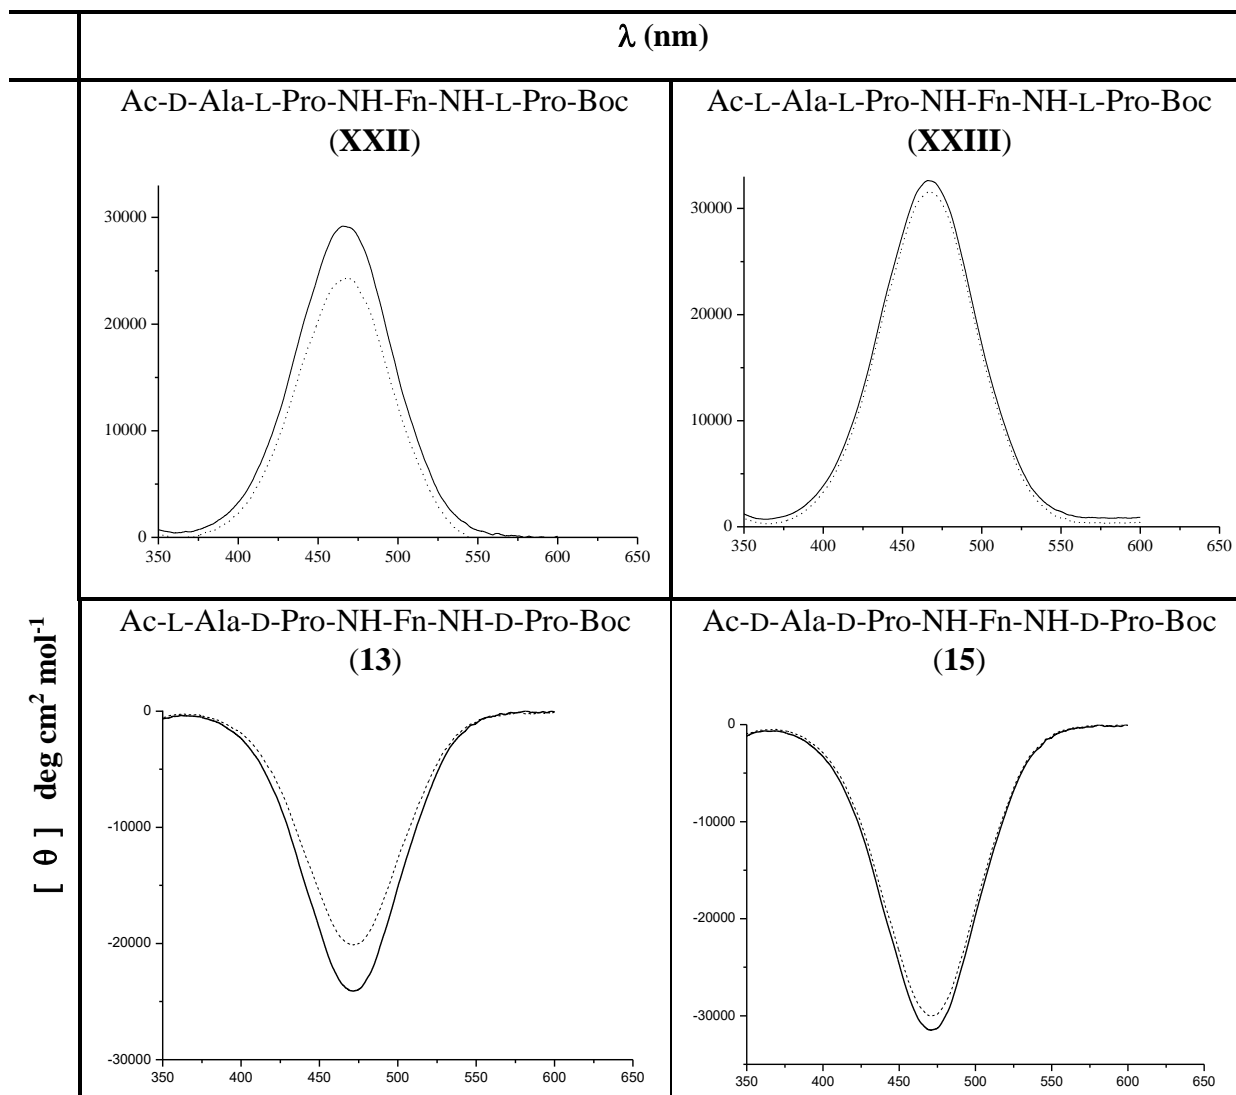 λ (nm)
Ac-D-Ala-L-Pro-NH-Fn-NH-L-Pro-Boc
(XXII)
30000
20000
10000
0
350 400 450 500 550 600 650
Ac-L-Ala-L-Pro-NH-Fn-NH-L-Pro-Boc
(XXIII)
30000
20000
10000
0
350 400 450 500 550 600 650
[ θ ] deg cm² mol⁻¹
Ac-L-Ala-D-Pro-NH-Fn-NH-D-Pro-Boc
(13)
0
-10000
-20000
-30000
350 400 450 500 550 600 650
Ac-D-Ala-D-Pro-NH-Fn-NH-D-Pro-Boc
(15)
0
-10000
-20000
-30000
350 400 450 500 550 600 650